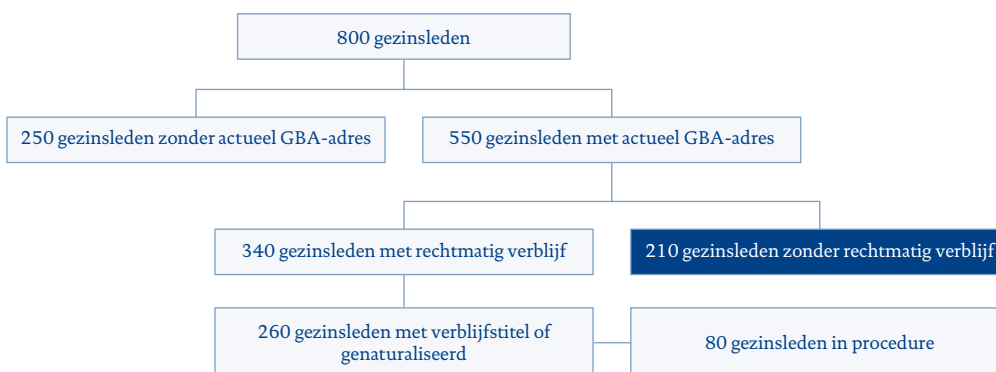 800 gezinsleden
250 gezinsleden zonder actueel GBA-adres
550 gezinsleden met actueel GBA-adres
340 gezinsleden met rechtmatig verblijf
210 gezinsleden zonder rechtmatig verblijf
260 gezinsleden met verblijfstitel of
genaturaliseerd
80 gezinsleden in procedure